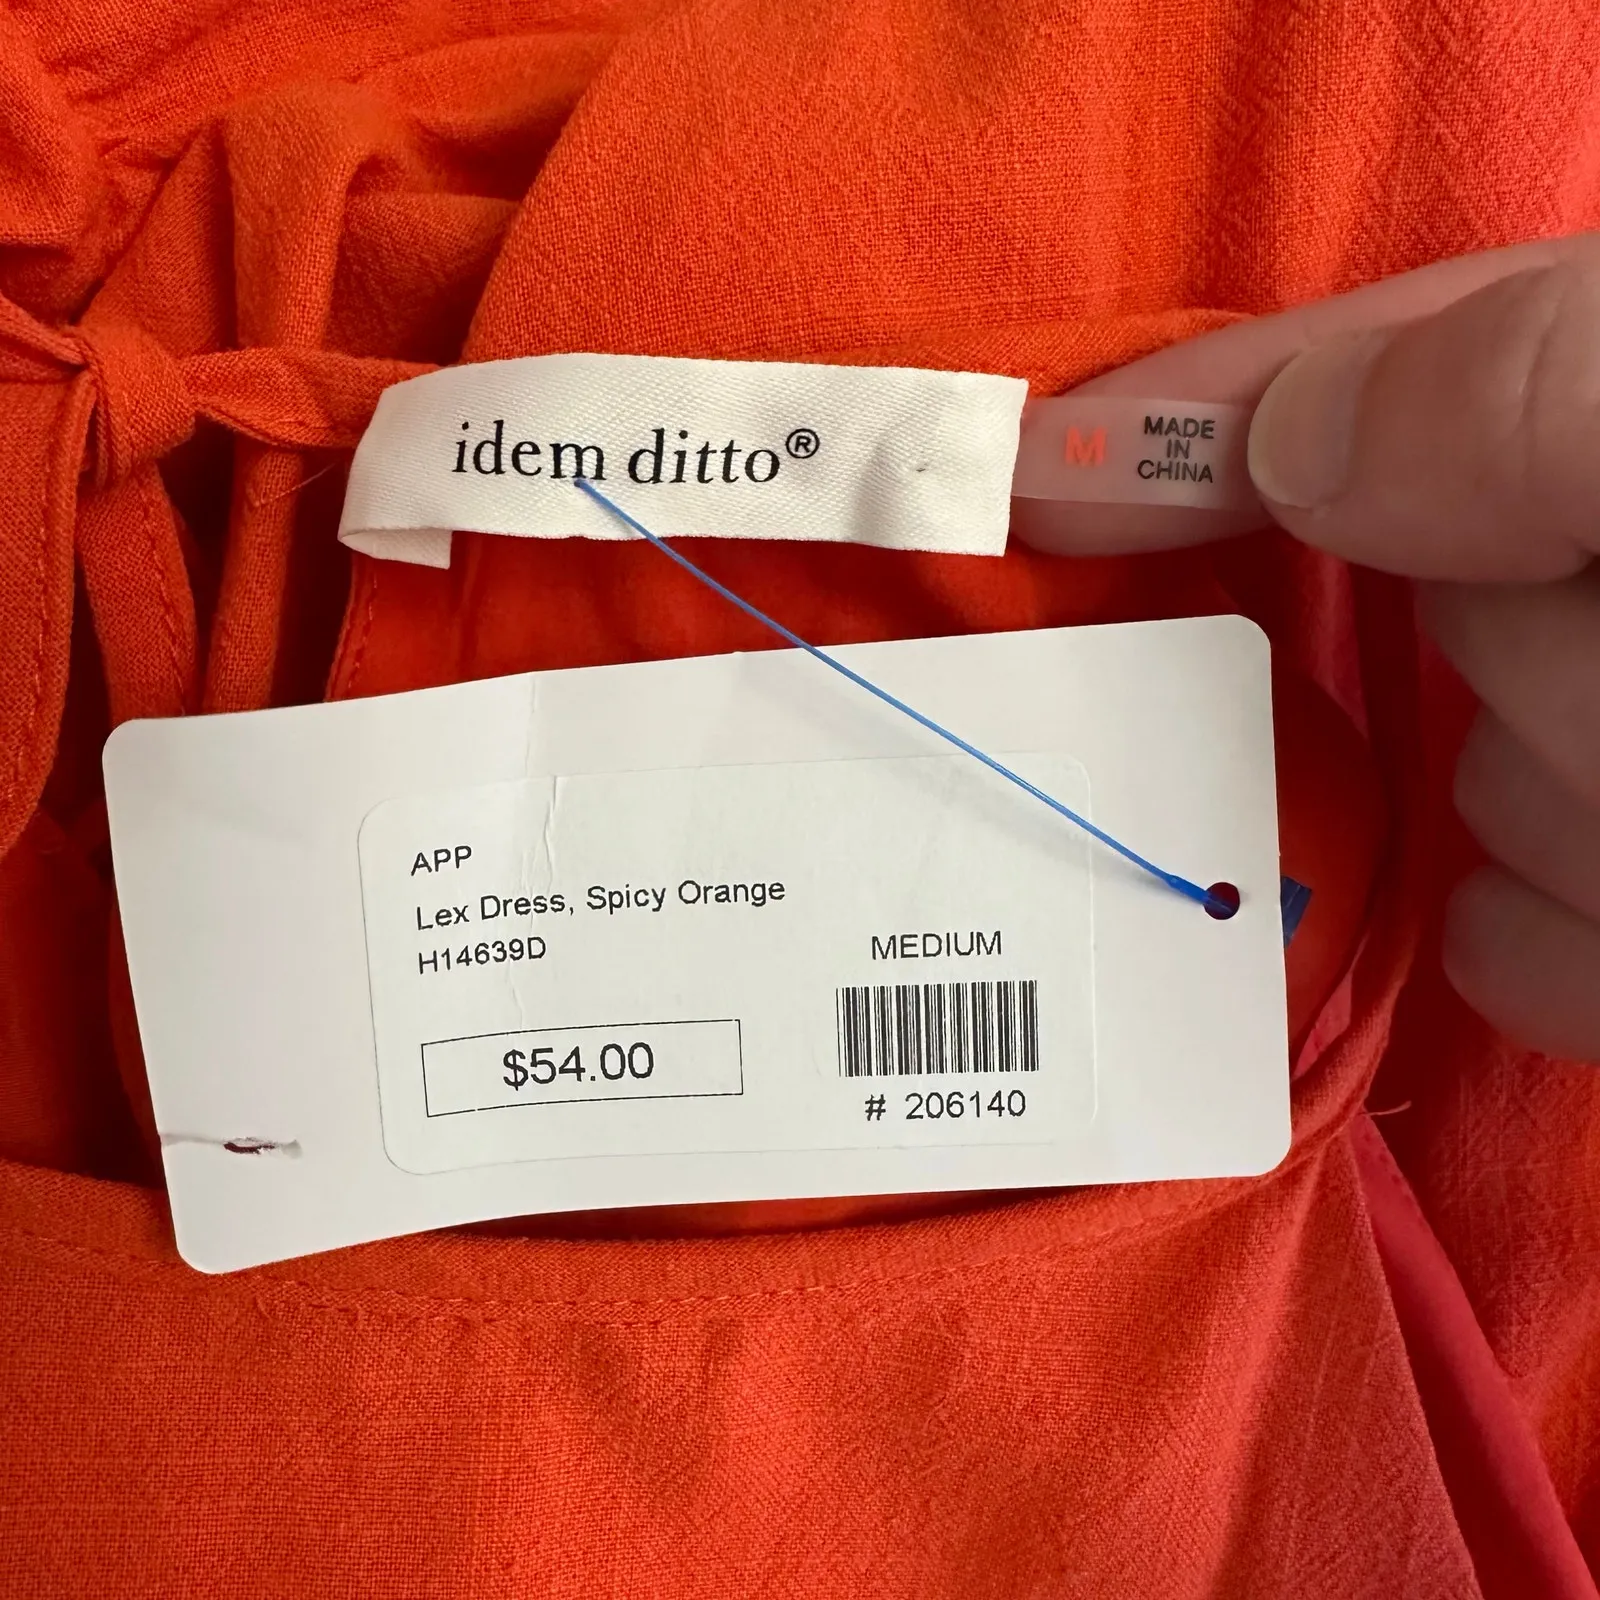 idem ditto®
M
MADE
IN
CHINA
APP
Lex Dress, Spicy Orange
H14639D
MEDIUM
$54.00
# 206140